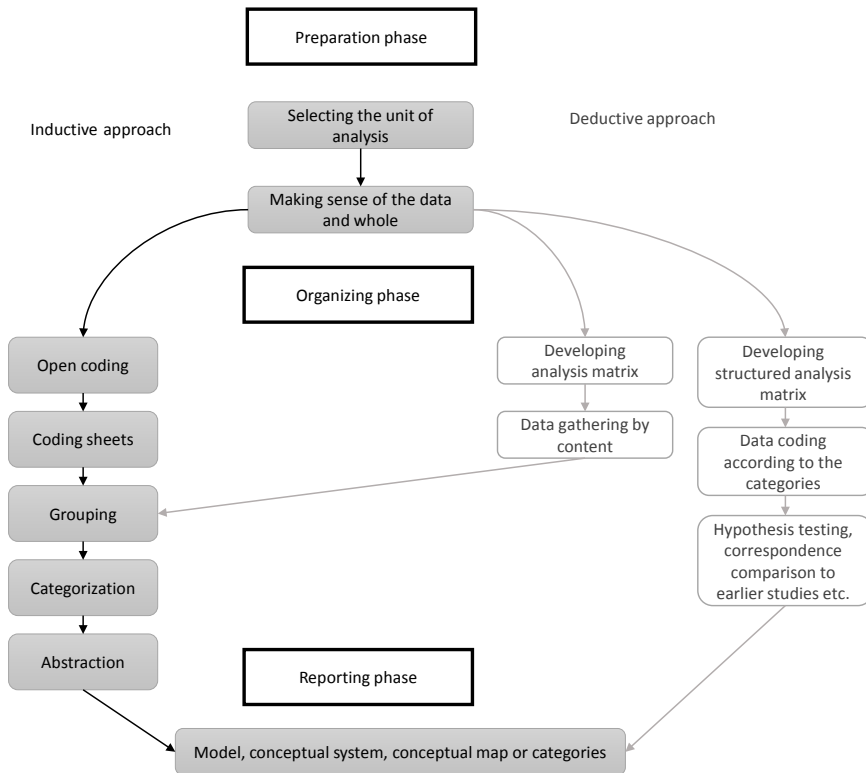 Preparation phase
Inductive approach
Selecting the unit of
analysis
Deductive approach
Making sense of the data
and whole
Organizing phase
Open coding
Coding sheets
Grouping
Categorization
Abstraction
Developing
analysis matrix
Data gathering by
content
Developing
structured analysis
matrix
Data coding
according to the
categories
Hypothesis testing,
correspondence
comparison to
earlier studies etc.
Reporting phase
Model, conceptual system, conceptual map or categories